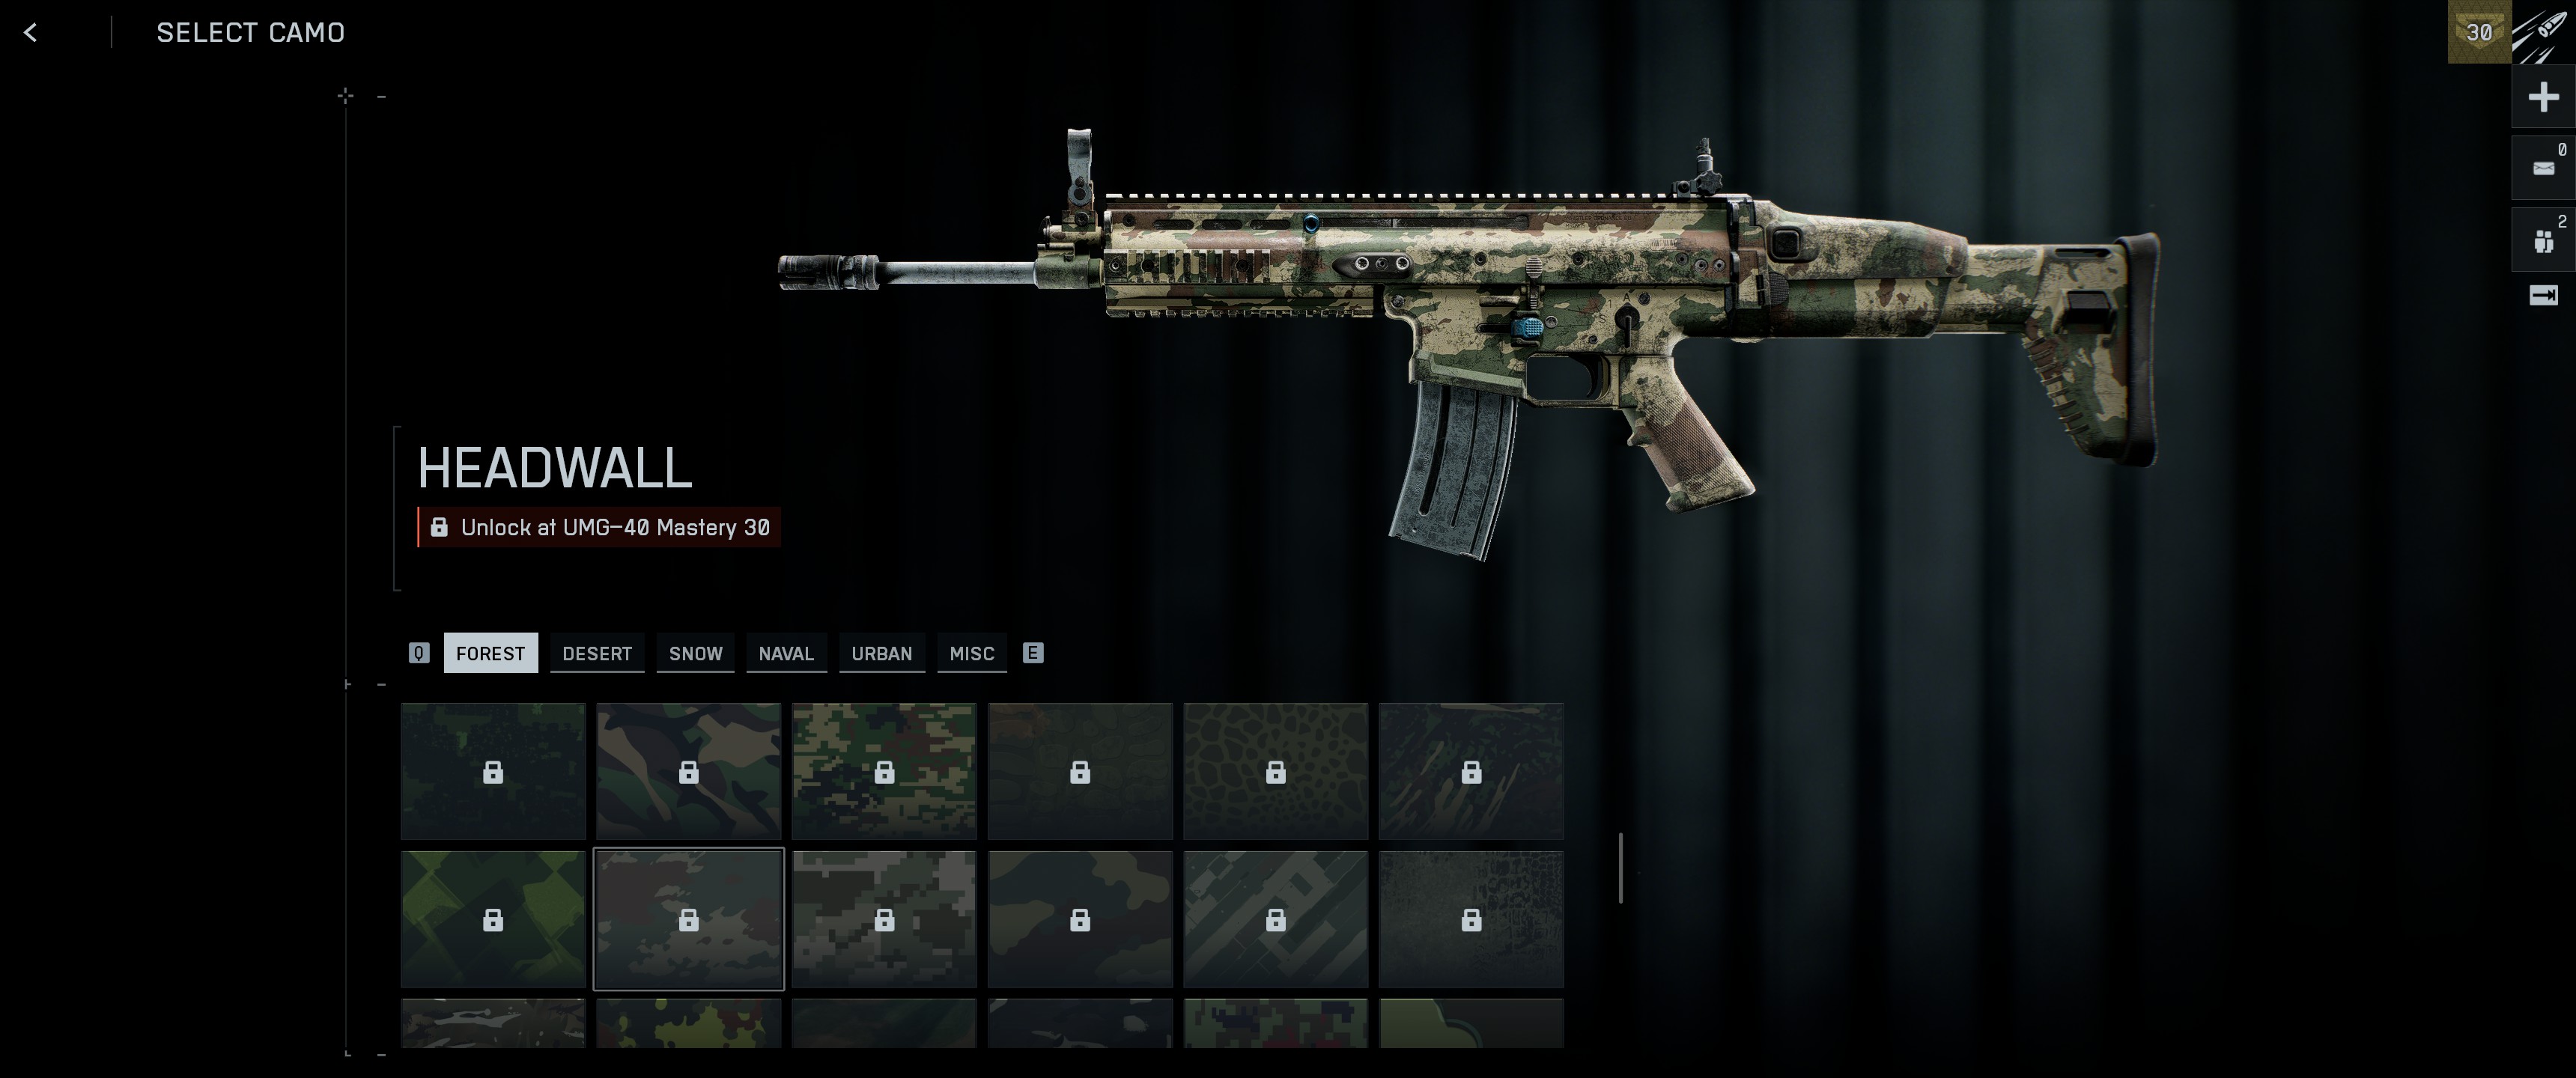 SELECT CAMO
30
0
2
HEADWALL
Unlock at UMG-40 Mastery 30
Q
FOREST
DESERT
SNOW
NAVAL
URBAN
MISC
E